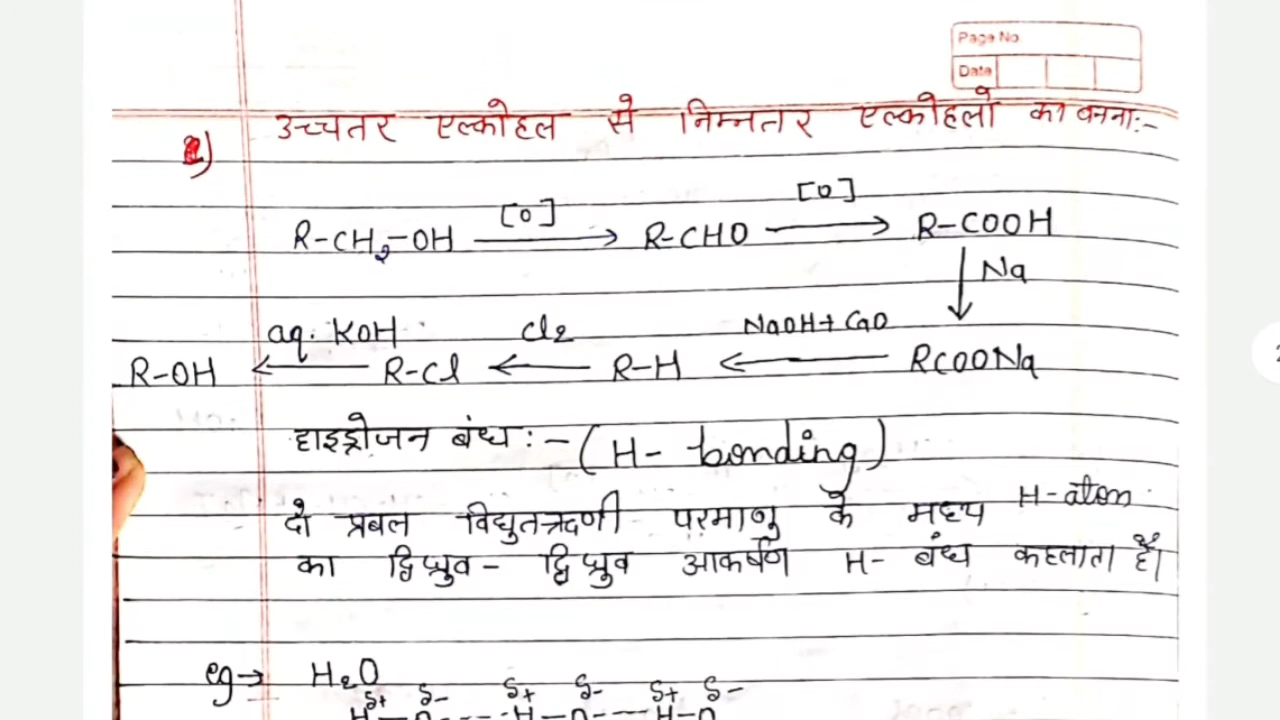 Page No
Date
2) उच्चतर एल्कोहल से निम्नतर एल्कोहलो का बनना:-
[O] [O]
R-CH₂-OH ⟶ R-CHO ⟶ R-COOH
↓ Na
aq. KOH Cl₂ NaOH+CaO
R-OH ⟵ R-Cl ⟵ R-H ⟵ RCOONa
हाइड्रोजन बंध :- (H- bonding)
दो प्रबल विद्युतऋणी परमाणु के मध्य H-atom
का द्विध्रुव - द्विध्रुव आकर्षण H- बंध कहलाता है।
eg→ H₂O
δ+ δ- δ+ δ- δ+ δ-
H-O----H-O----H-O